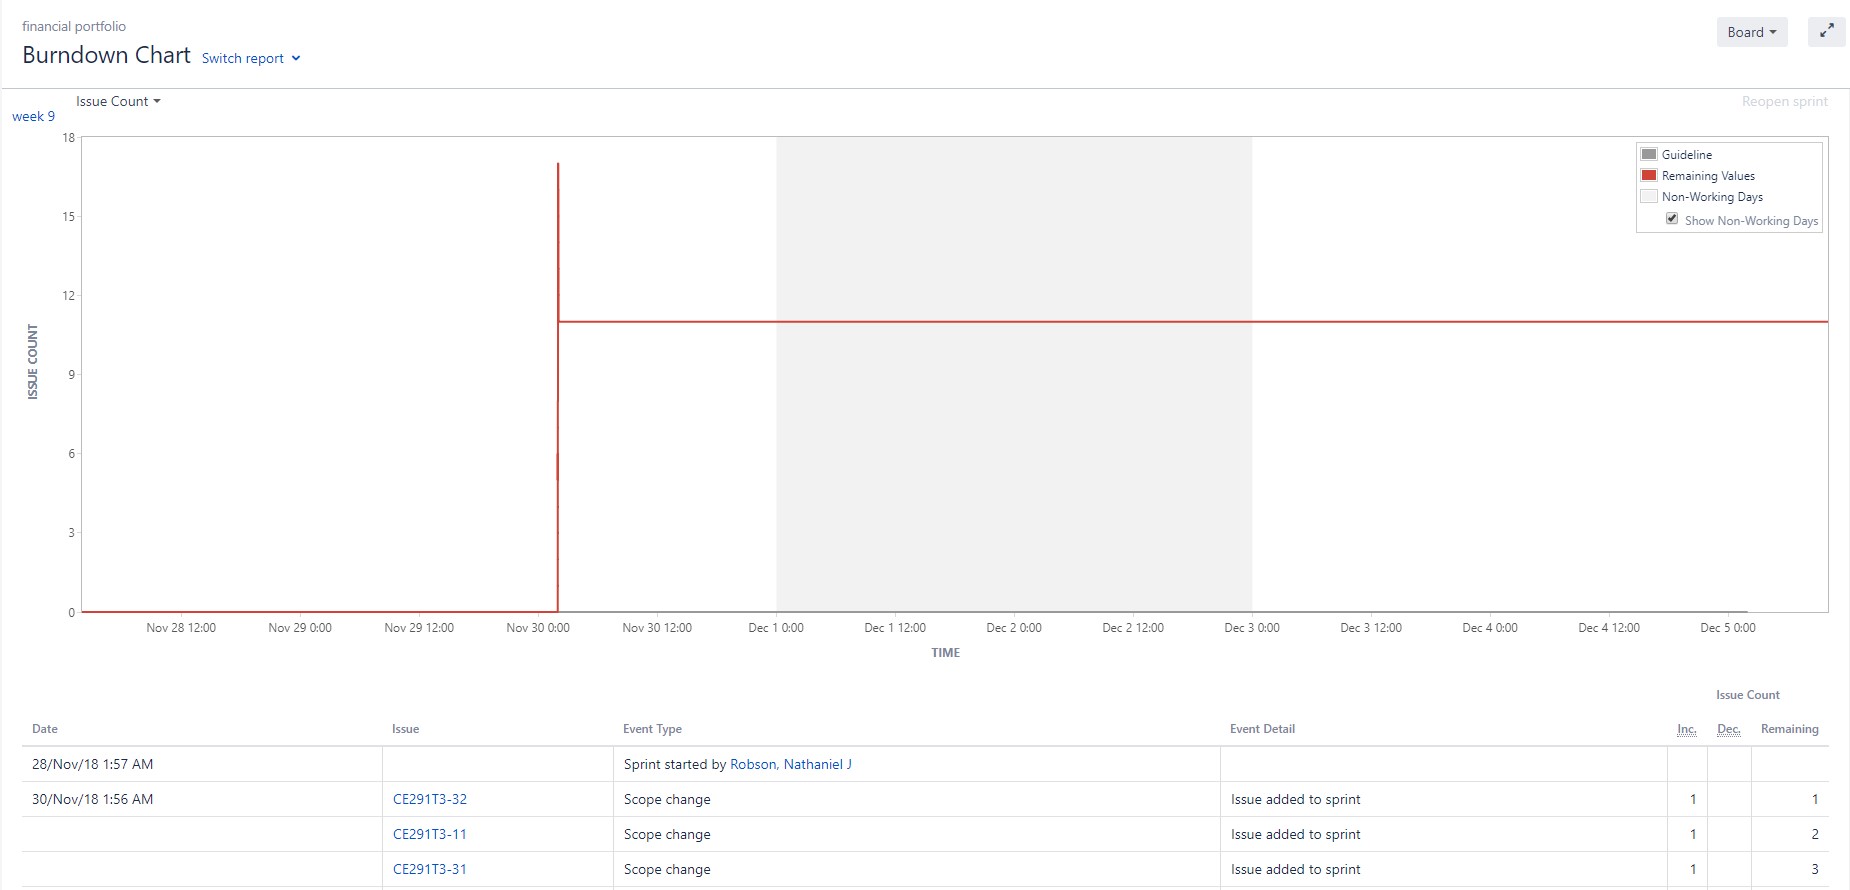 financial portfolio
Board
Burndown Chart Switch report
Issue Count
Reopen sprint
week 9
18
15
12
9
6
3
0
ISSUE COUNT
Guideline
Remaining Values
Non-Working Days
Show Non-Working Days
Nov 28 12:00 Nov 29 0:00 Nov 29 12:00 Nov 30 0:00 Nov 30 12:00 Dec 1 0:00 Dec 1 12:00 Dec 2 0:00 Dec 2 12:00 Dec 3 0:00 Dec 3 12:00 Dec 4 0:00 Dec 4 12:00 Dec 5 0:00
TIME
Issue Count
Date Issue Event Type Event Detail Inc. Dec. Remaining
28/Nov/18 1:57 AM Sprint started by Robson, Nathaniel J
30/Nov/18 1:56 AM CE291T3-32 Scope change Issue added to sprint 1 1
CE291T3-11 Scope change Issue added to sprint 1 2
CE291T3-31 Scope change Issue added to sprint 1 3